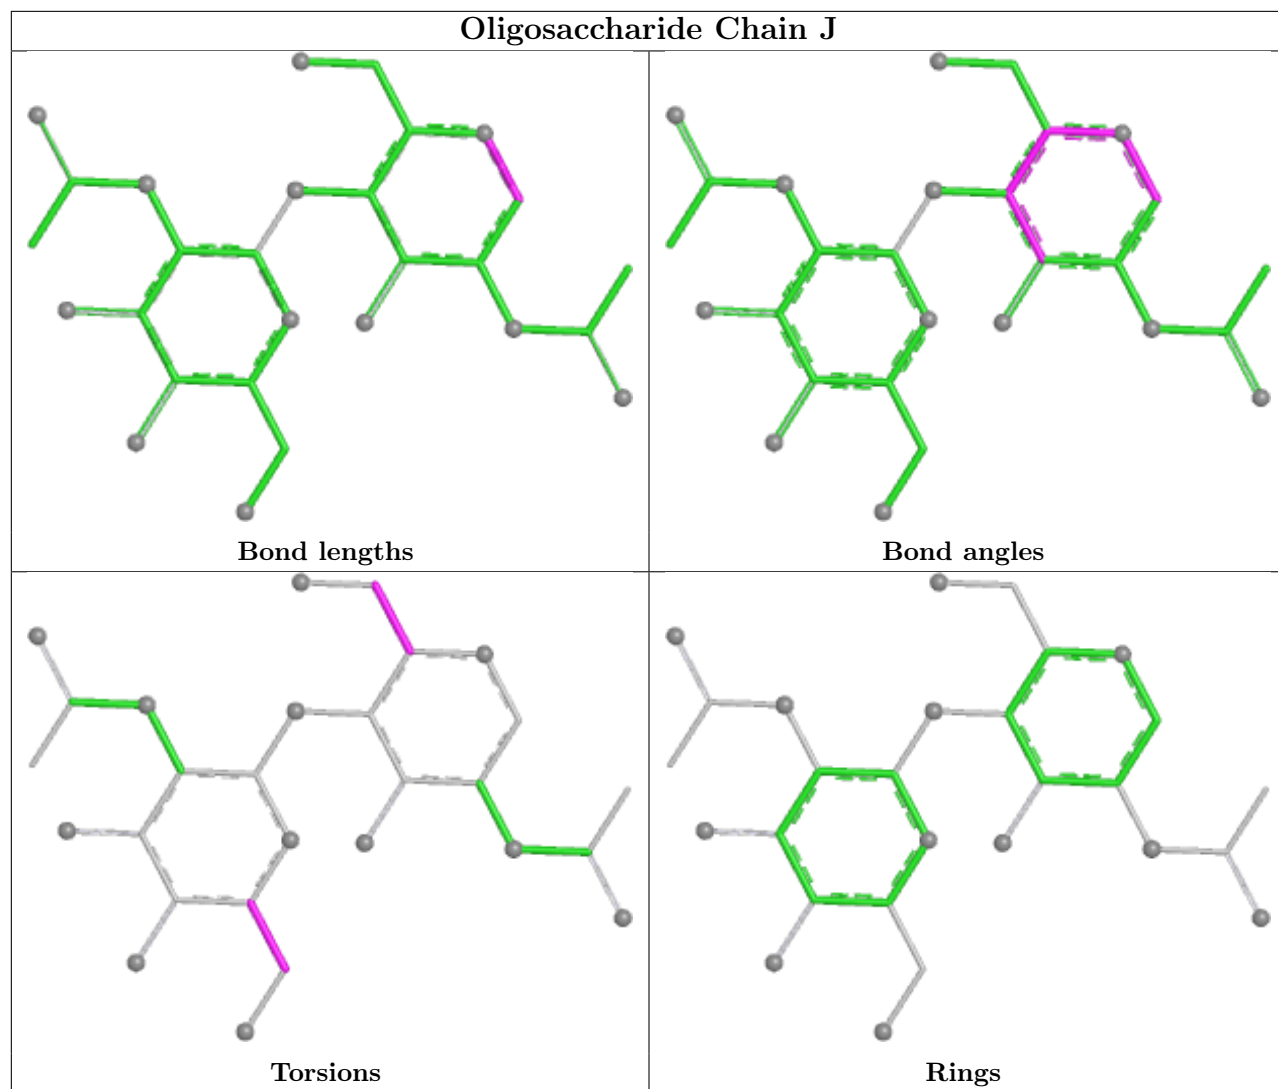 Oligosaccharide Chain J
Bond lengths
Bond angles
Torsions
Rings